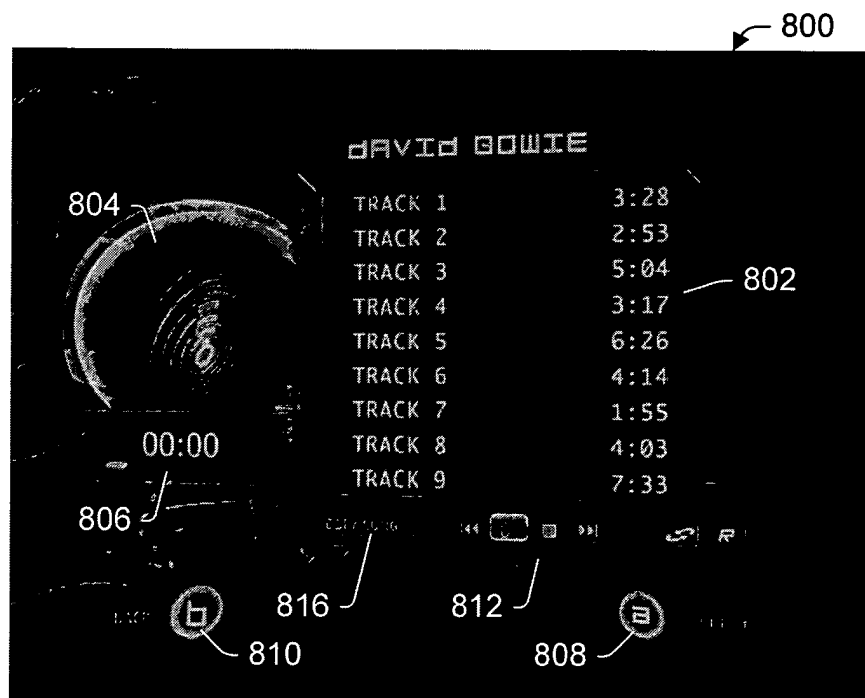 800
dAVId BOWIE
804
TRACK 1 3:28
TRACK 2 2:53
TRACK 3 5:04
802
TRACK 4 3:17
TRACK 5 6:26
TRACK 6 4:14
TRACK 7 1:55
00:00
TRACK 8 4:03
TRACK 9 7:33
806
R
816
812
b
a
810
808